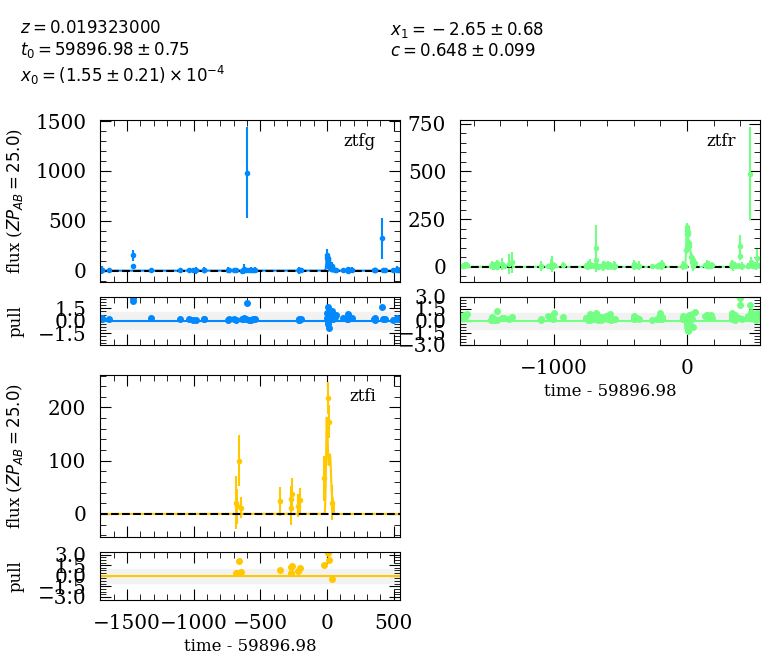 z = 0.019323000
t₀ = 59896.98 ± 0.75
x₀ = (1.55 ± 0.21) × 10⁻⁴
x₁ = −2.65 ± 0.68
c = 0.648 ± 0.099
ztfg
flux (ZP_AB = 25.0)
1500
1000
500
0
pull
1.5
0.0
−1.5
ztfr
750
500
250
0
3.0
1.5
0.0
−1.5
−3.0
−1000 0
time - 59896.98
ztfi
flux (ZP_AB = 25.0)
200
100
0
pull
3.0
1.5
0.0
−1.5
−3.0
−1500 −1000 −500 0 500
time - 59896.98